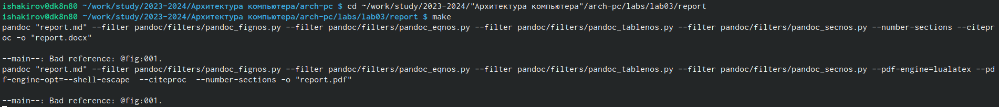 ishakirov@dk8n80 ~/work/study/2023-2024/Архитектура компьютера/arch-pc $ cd ~/work/study/2023-2024/"Архитектура компьютера"/arch-pc/labs/lab03/report
ishakirov@dk8n80 ~/work/study/2023-2024/Архитектура компьютера/arch-pc/labs/lab03/report $ make
pandoc "report.md" --filter pandoc/filters/pandoc_fignos.py --filter pandoc/filters/pandoc_eqnos.py --filter pandoc/filters/pandoc_tablenos.py --filter pandoc/filters/pandoc_secnos.py --number-sections --citepr
oc -o "report.docx"
--main--: Bad reference: @fig:001.
pandoc "report.md" --filter pandoc/filters/pandoc_fignos.py --filter pandoc/filters/pandoc_eqnos.py --filter pandoc/filters/pandoc_tablenos.py --filter pandoc/filters/pandoc_secnos.py --pdf-engine=lualatex --pd
f-engine-opt=--shell-escape  --citeproc  --number-sections -o "report.pdf"
--main--: Bad reference: @fig:001.